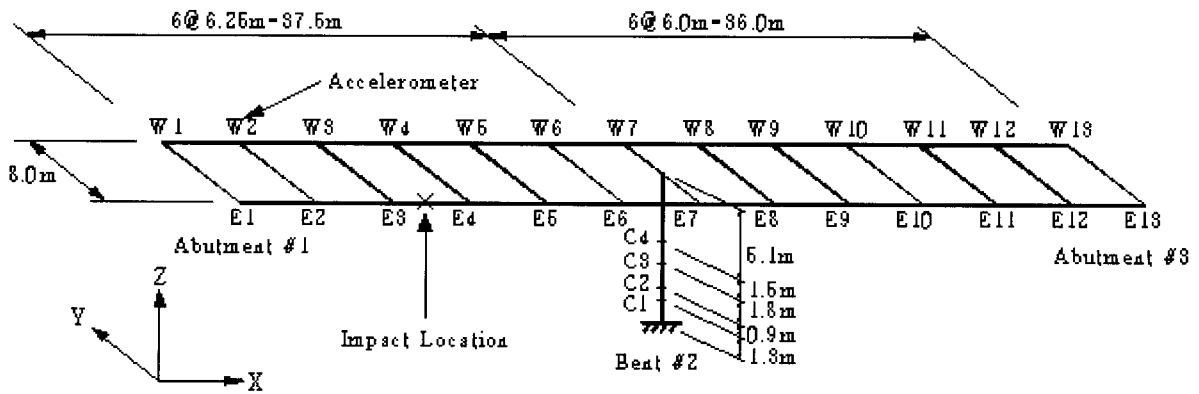 6@ 6.25m-37.5m
6@ 6.0m-36.0m
Accelerometer
W1 W2 W3 W4 W5 W6 W7 W8 W9 W10 W11 W12 W13
8.0m
E1 E2 E3 E4 E5 E6 E7 E8 E9 E10 E11 E12 E13
Abutment #1
Abutment #3
C4
C3
C2
C1
6.1m
1.5m
1.8m
0.9m
1.3m
Z
Y
X
Impact Location
Bent #2